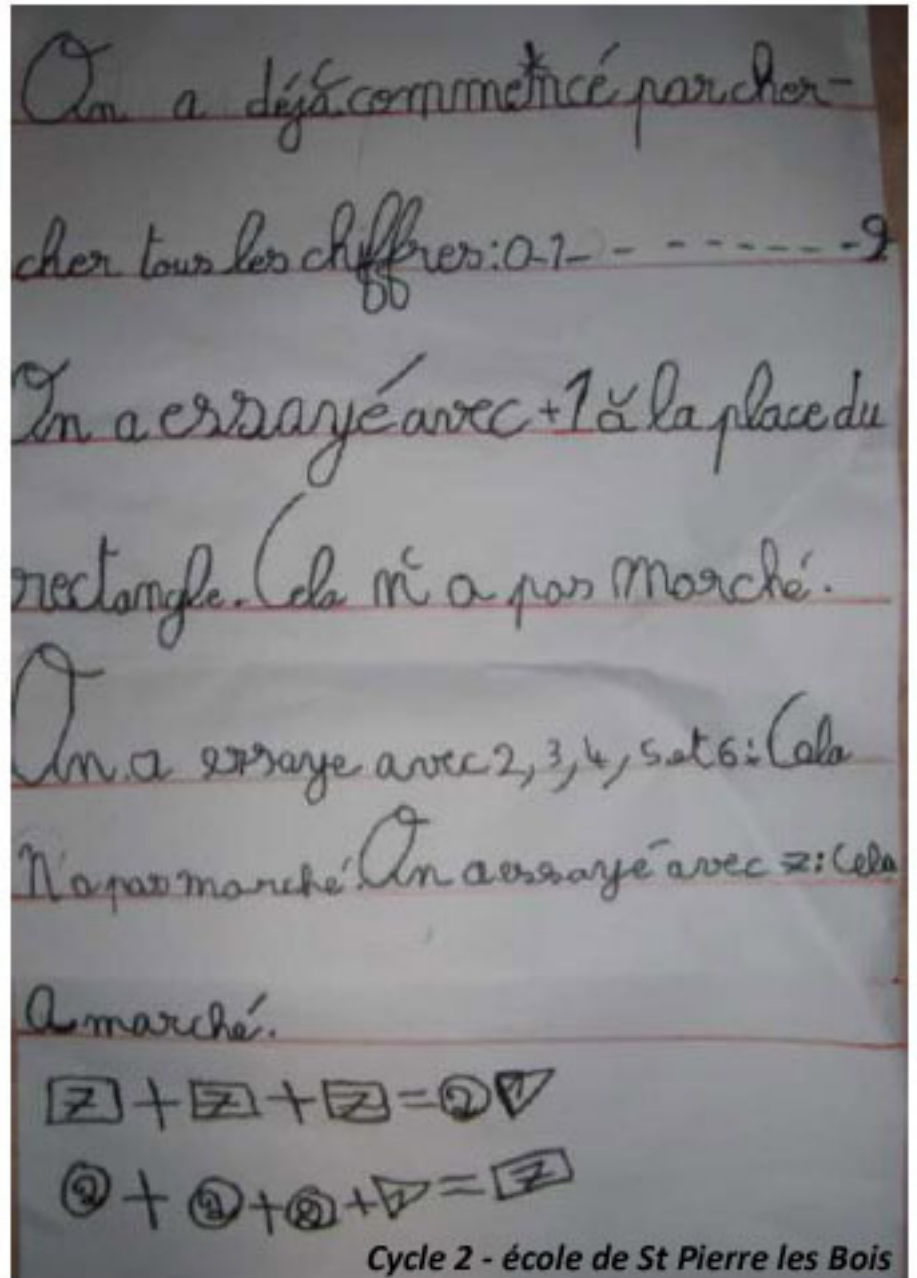 On a déjà commencé par cher-
cher tous les chiffres : 0-1- - - - - - - - - -9
On a essayé avec +1 à la place du
rectangle. Cela n'a pas marché.
On a essaye avec 2, 3, 4, 5 et 6 : Cela
N'a pas marché. On a essayé avec 7 : Cela
a marché.
7 + 7 + 7 = 2 1
2 + 2 + 2 + 1 = 7
Cycle 2 - école de St Pierre les Bois